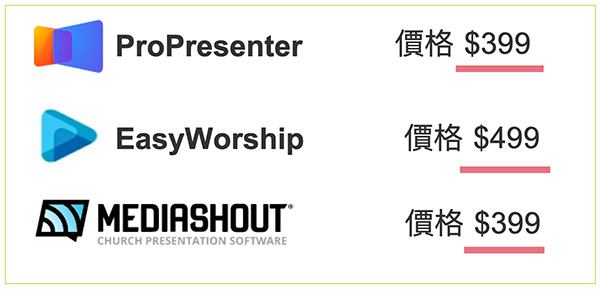 ProPresenter 價格 $399
EasyWorship 價格 $499
MEDIASHOUT® 價格 $399
CHURCH PRESENTATION SOFTWARE